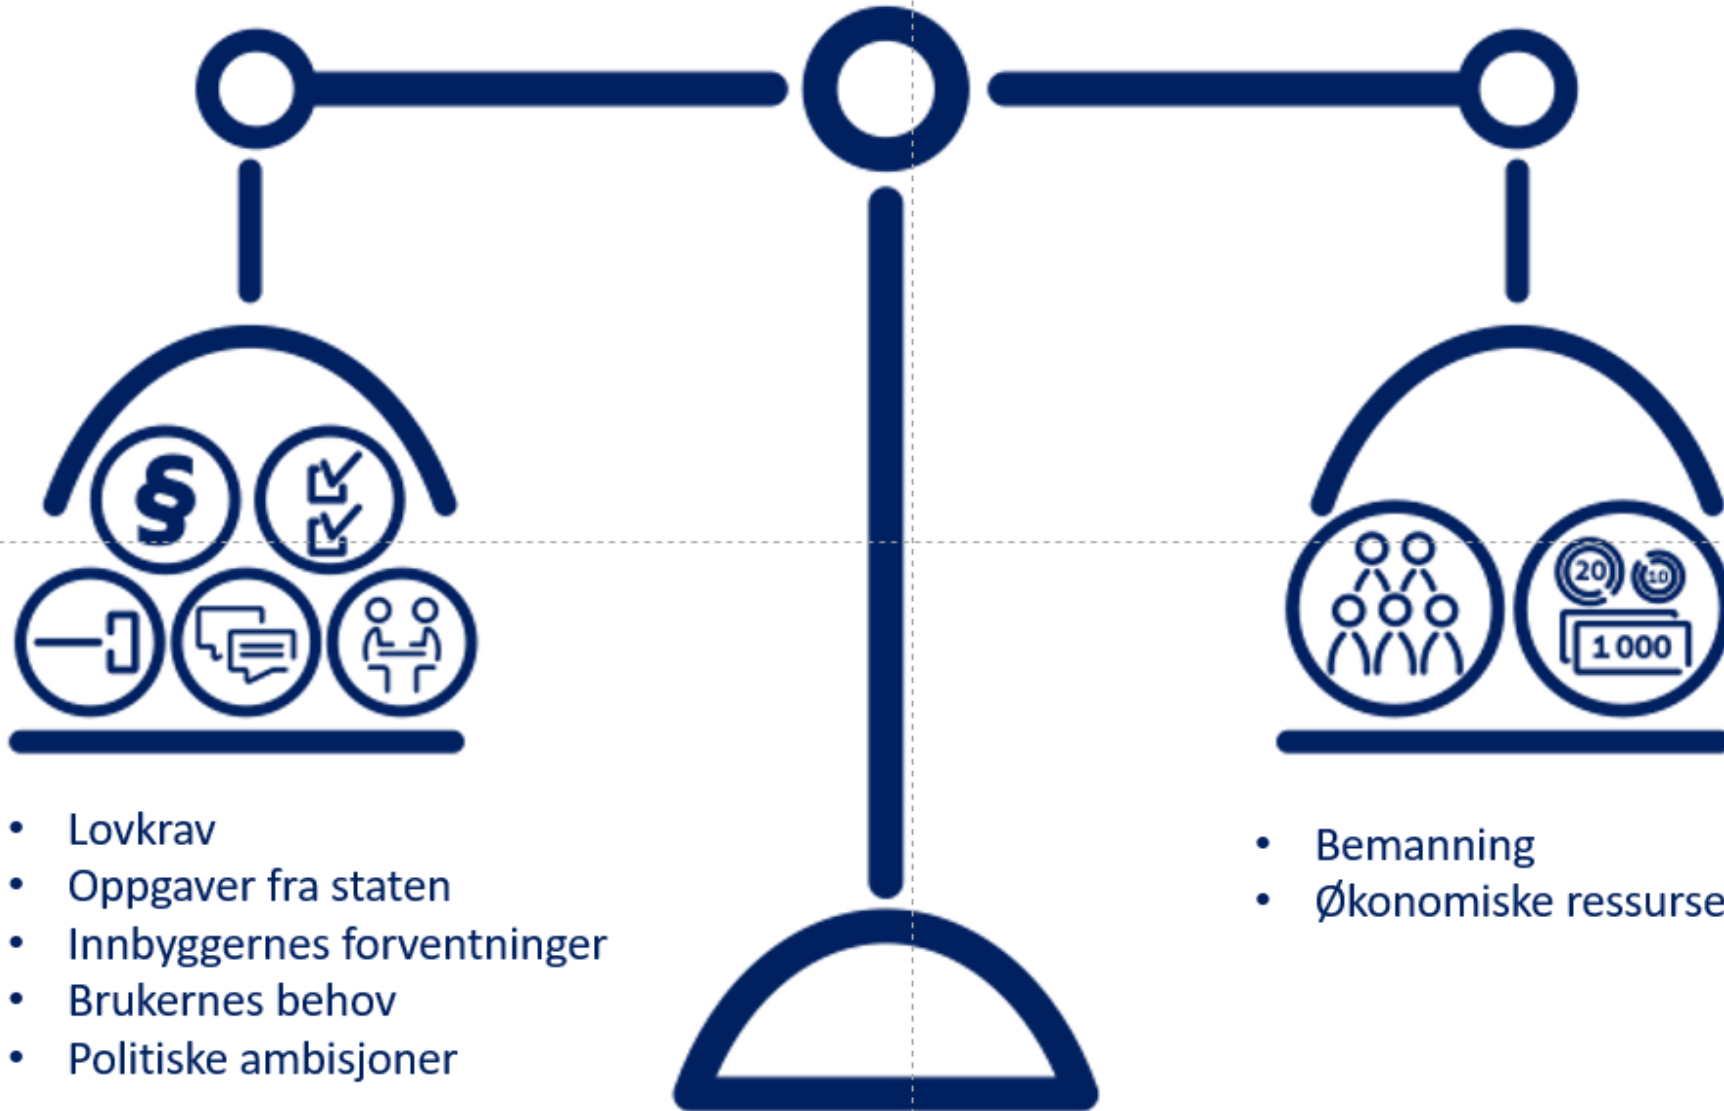 §
20
10
1 000
• Lovkrav
• Oppgaver fra staten
• Innbyggernes forventninger
• Brukernes behov
• Politiske ambisjoner
• Bemanning
• Økonomiske ressurse